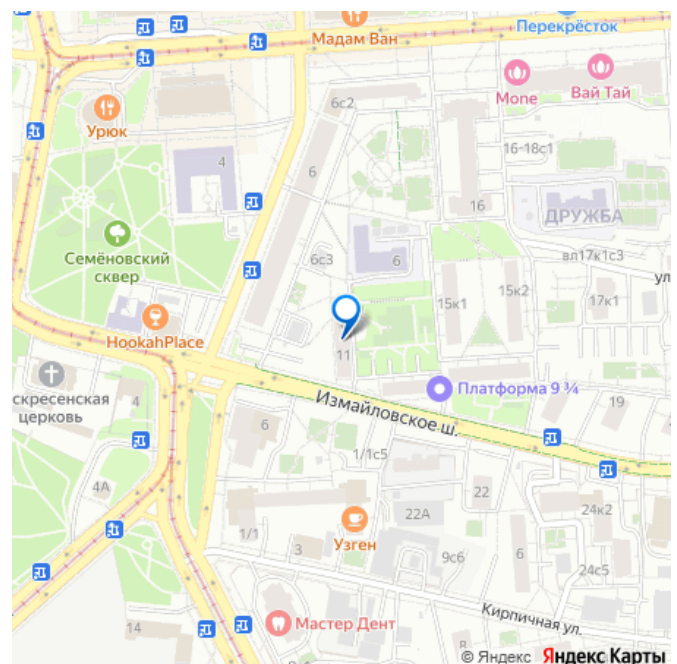 Мадам Ван
Перекрёсток
Mone
Вай Тай
Урюк
6с2
4
6
16-18с1
16
ДРУЖБА
Семёновский
сквер
6с3
6
вл17к1с3
ул
15к1
15к2
17к1
HookahPlace
11
скресенская
церковь
4
Платформа 9 ¾
Измайловское ш.
19
6
1/1с5
4А
22
22А
24к2
1/1
3
Узген
9с6
6
24с5
Кирпичная ул.
14
Мастер Дент
© Яндекс Яндекс Карты